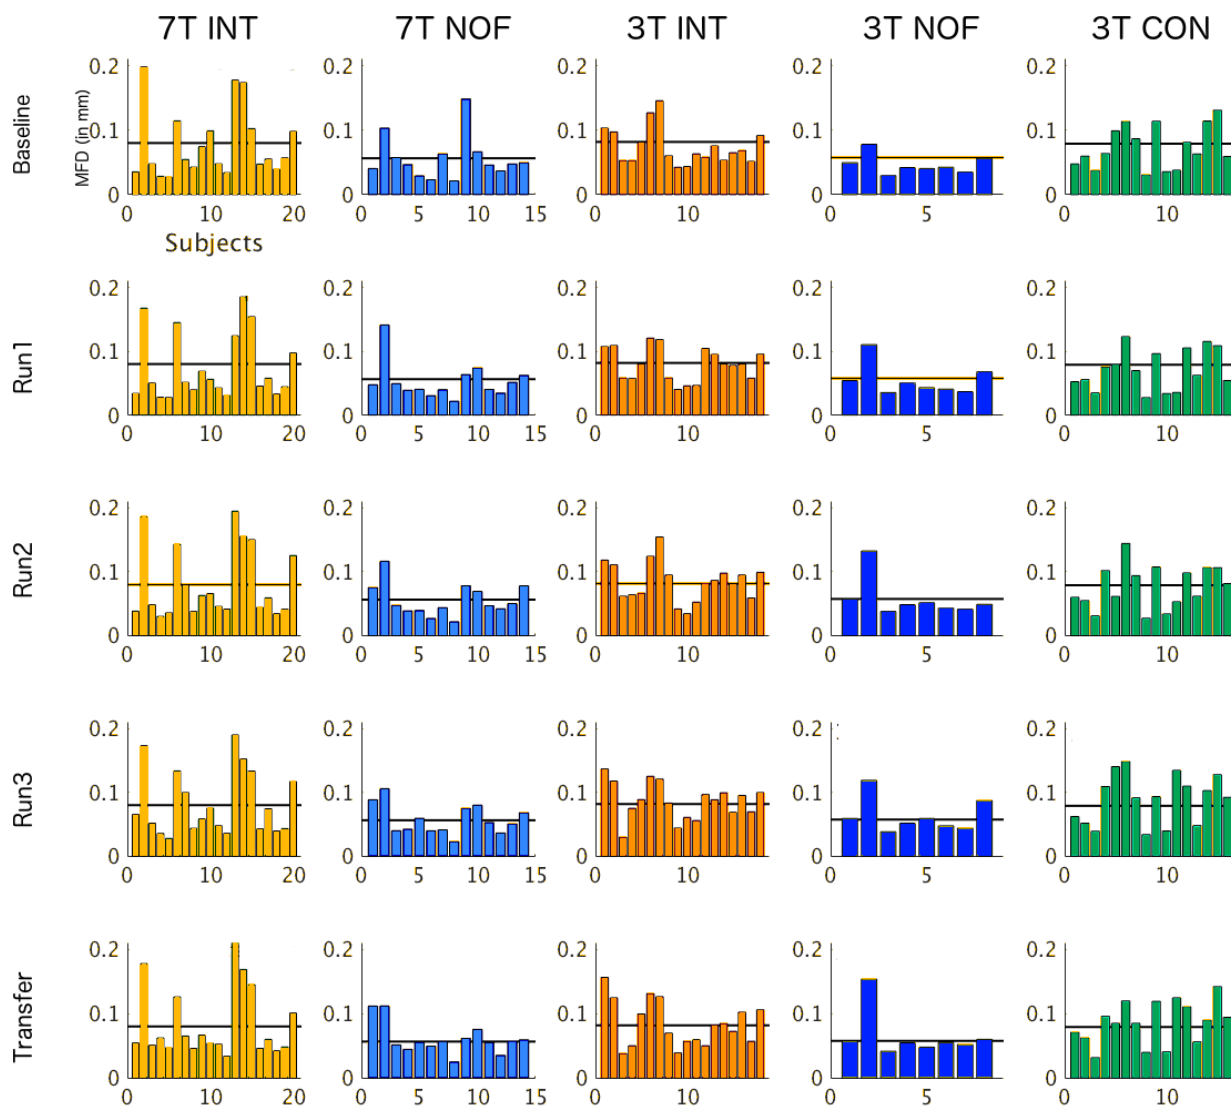 7T INT 7T NOF 3T INT 3T NOF 3T CON
Baseline
MFD (in mm)
0.2 0.2 0.2 0.2 0.2
0.1 0.1 0.1 0.1 0.1
0 0 0 0 0
0 10 20 0 5 10 15 0 10 0 5 0 10
Subjects
Run1
0.2 0.2 0.2 0.2 0.2
0.1 0.1 0.1 0.1 0.1
0 0 0 0 0
0 10 20 0 5 10 15 0 10 0 5 0 10
Run2
0.2 0.2 0.2 0.2 0.2
0.1 0.1 0.1 0.1 0.1
0 0 0 0 0
0 10 20 0 5 10 15 0 10 0 5 0 10
Run3
0.2 0.2 0.2 0.2 0.2
0.1 0.1 0.1 0.1 0.1
0 0 0 0 0
0 10 20 0 5 10 15 0 10 0 5 0 10
Transfer
0.2 0.2 0.2 0.2 0.2
0.1 0.1 0.1 0.1 0.1
0 0 0 0 0
0 10 20 0 5 10 15 0 10 0 5 0 10